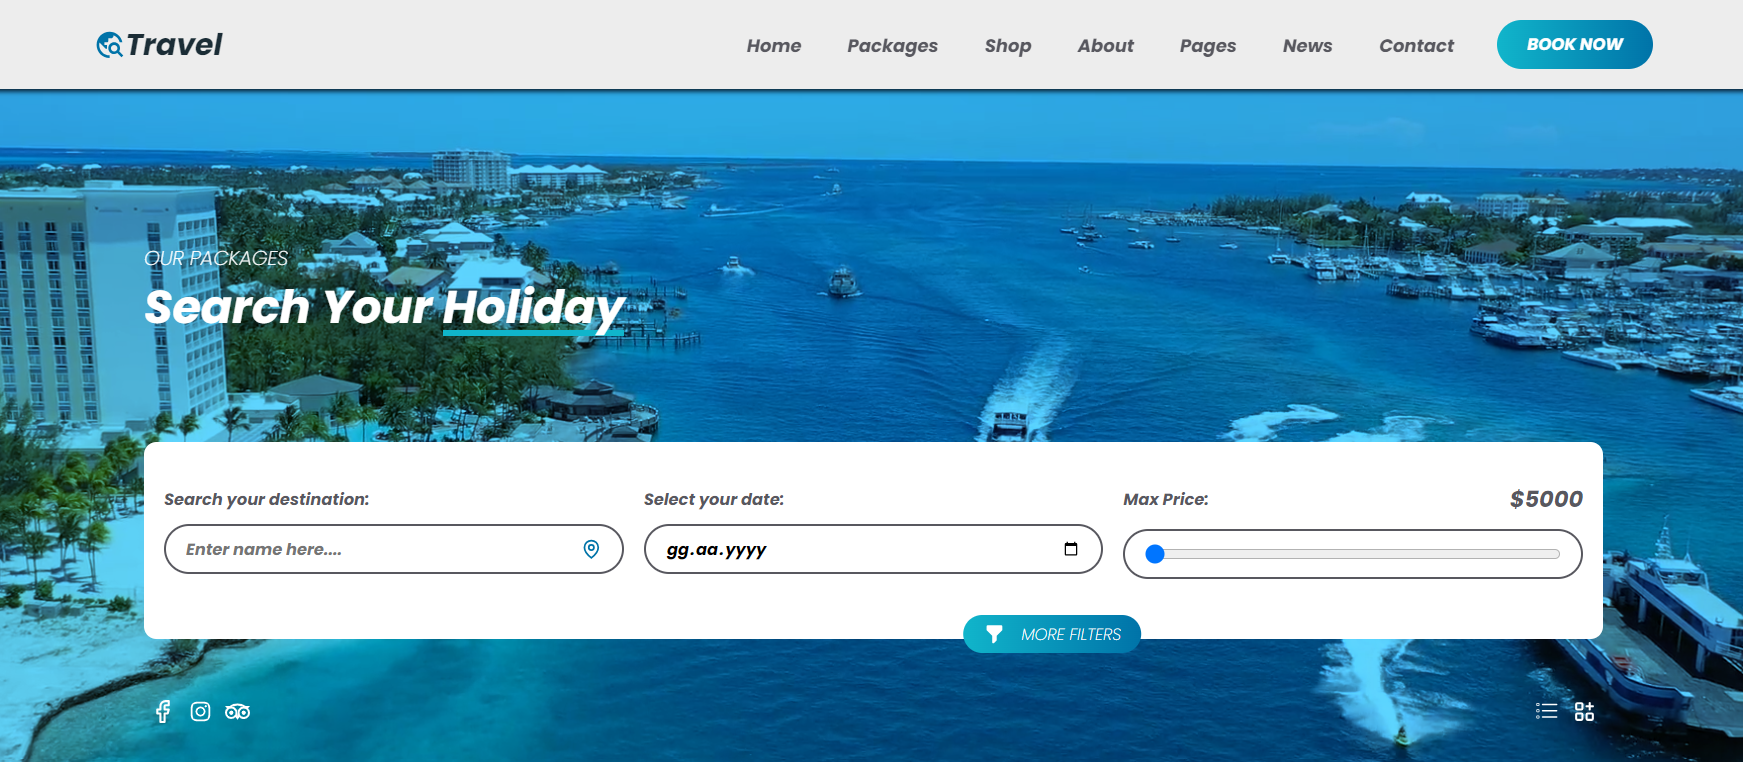 Travel
Home Packages Shop About Pages News Contact BOOK NOW
OUR PACKAGES
Search Your Holiday
Search your destination: Select your date: Max Price: $5000
Enter name here.... gg.aa.yyyy
MORE FILTERS